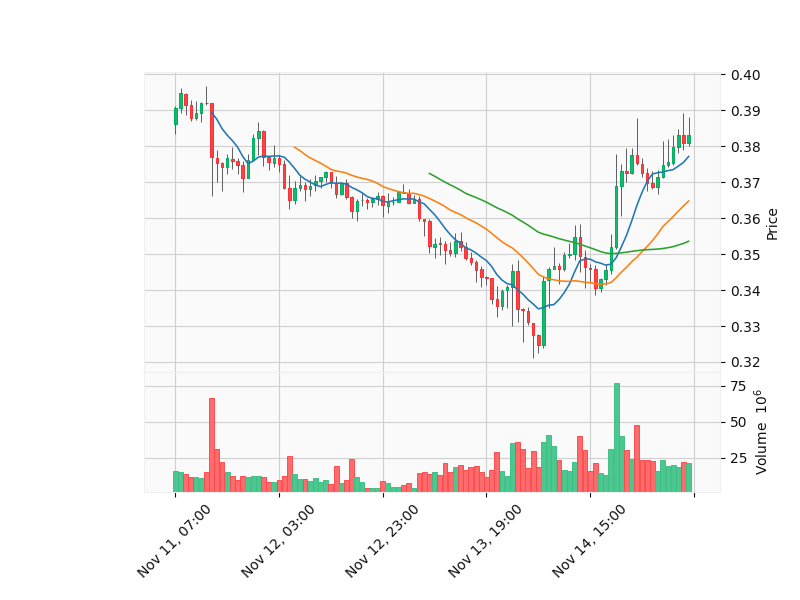 0.40
0.39
0.38
0.37
0.36
0.35
0.34
0.33
0.32
Price
75
50
25
Volume 10^6
Nov 11, 07:00
Nov 12, 03:00
Nov 12, 23:00
Nov 13, 19:00
Nov 14, 15:00